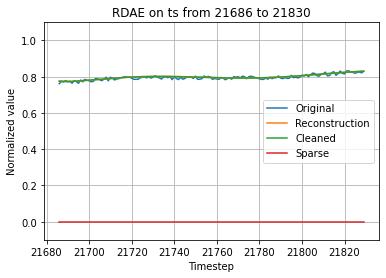 RDAE on ts from 21686 to 21830
Normalized value
1.0
0.8
0.6
0.4
0.2
0.0
Original
Reconstruction
Cleaned
Sparse
21680 21700 21720 21740 21760 21780 21800 21820
Timestep